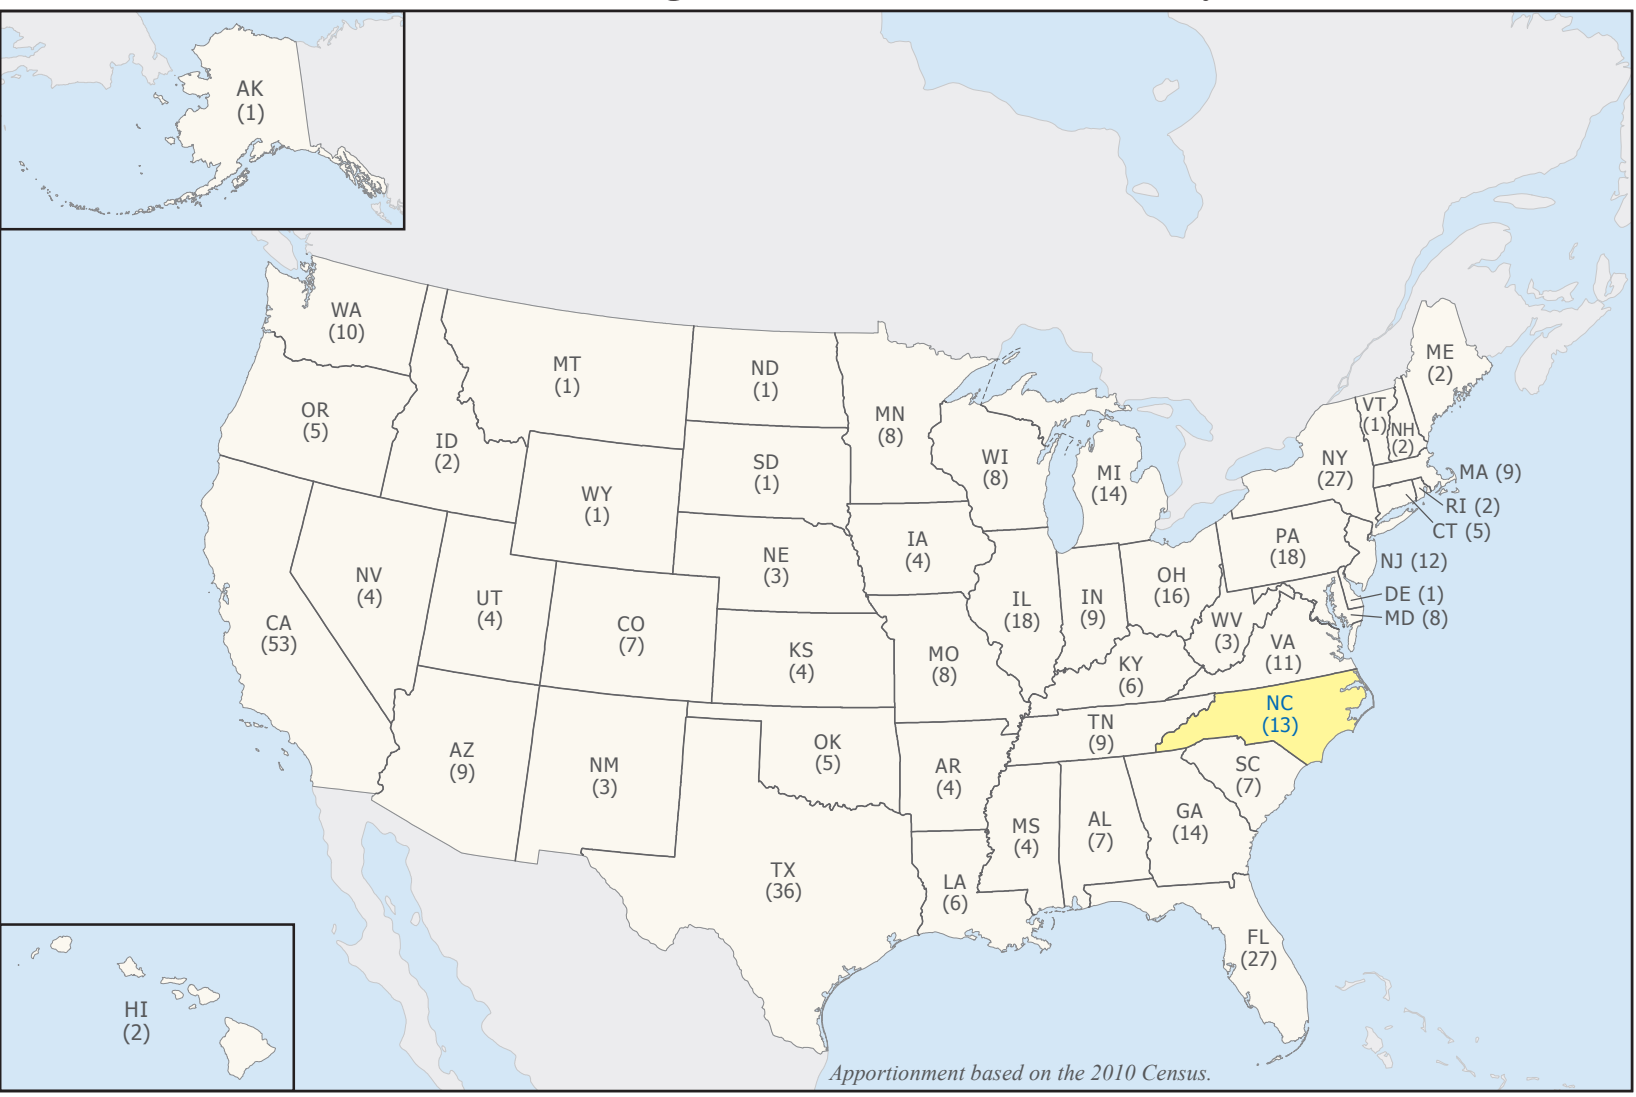 AK
(1)
WA
(10)
MT
(1)
ND
(1)
MN
(8)
ME
(2)
VT
(1)
NH
(2)
OR
(5)
ID
(2)
SD
(1)
WI
(8)
MI
(14)
NY
(27)
MA (9)
RI (2)
CT (5)
WY
(1)
IA
(4)
NE
(3)
PA
(18)
NJ (12)
OH
(16)
DE (1)
MD (8)
NV
(4)
UT
(4)
CO
(7)
IL
(18)
IN
(9)
WV
(3)
VA
(11)
CA
(53)
KS
(4)
MO
(8)
KY
(6)
NC
(13)
TN
(9)
AZ
(9)
NM
(3)
OK
(5)
AR
(4)
SC
(7)
MS
(4)
AL
(7)
GA
(14)
TX
(36)
LA
(6)
FL
(27)
HI
(2)
Apportionment based on the 2010 Census.